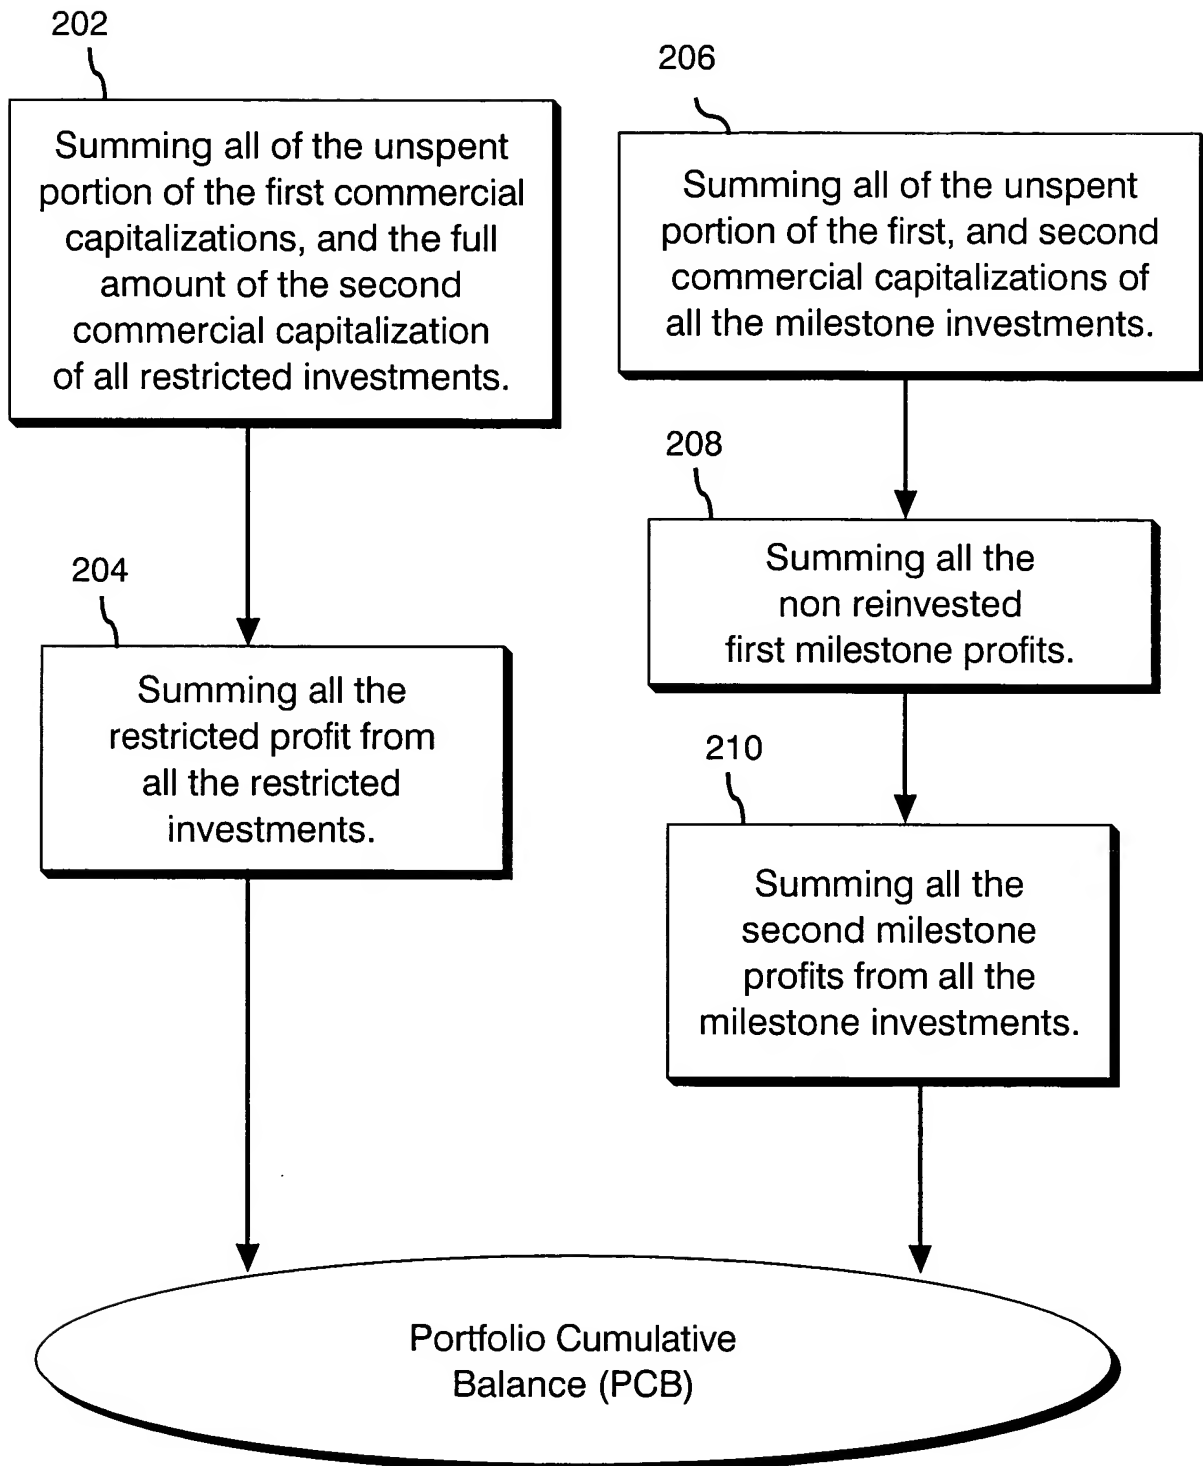 202
Summing all of the unspent
portion of the first commercial
capitalizations, and the full
amount of the second
commercial capitalization
of all restricted investments.
204
Summing all the
restricted profit from
all the restricted
investments.
206
Summing all of the unspent
portion of the first, and second
commercial capitalizations of
all the milestone investments.
208
Summing all the
non reinvested
first milestone profits.
210
Summing all the
second milestone
profits from all the
milestone investments.
Portfolio Cumulative
Balance (PCB)